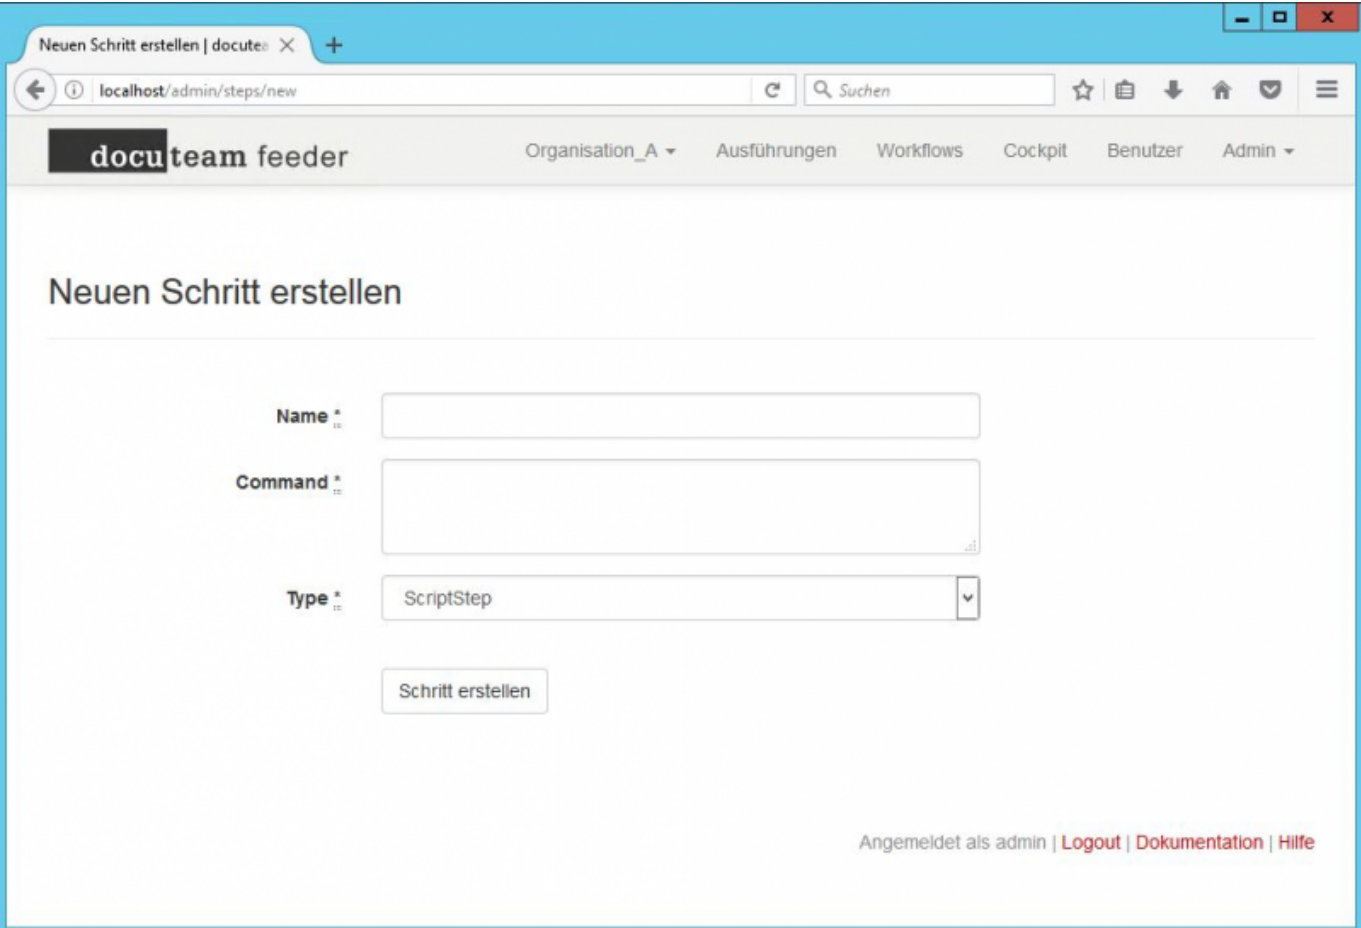 Neuen Schritt erstellen | docutea
localhost/admin/steps/new
Suchen
docuteam feeder
Organisation_A
Ausführungen
Workflows
Cockpit
Benutzer
Admin
Neuen Schritt erstellen
Name *
Command *
Type *
ScriptStep
Schritt erstellen
Angemeldet als admin | Logout | Dokumentation | Hilfe